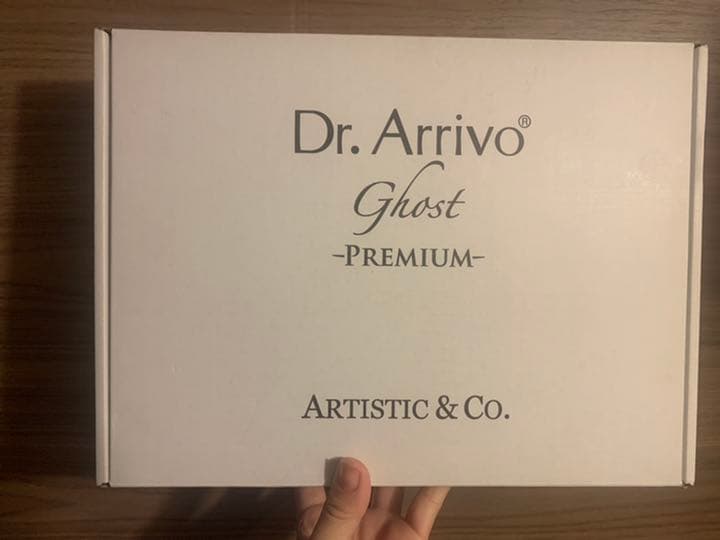 Dr. Arrivo®
Ghost
-PREMIUM-
ARTISTIC & CO.